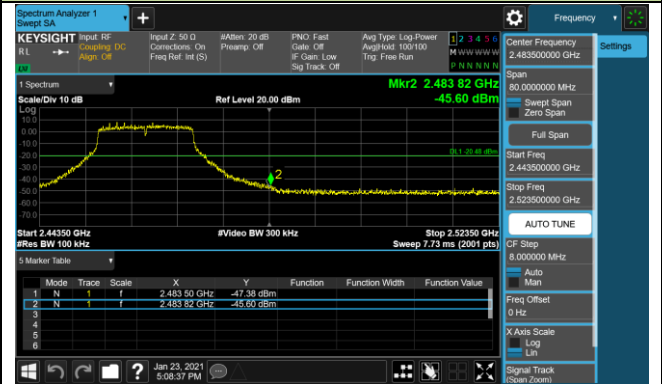 Spectrum Analyzer 1
Swept SA
Frequency
KEYSIGHT
RL
Input: RF
Coupling: DC
Align: Off
Input Z: 50 Ω
Corrections: On
Freq Ref: Int (S)
#Atten: 20 dB
Preamp: Off
PNO: Fast
Gate: Off
IF Gain: Low
Sig Track: Off
Avg Type: Log-Power
Avg|Hold: 100/100
Trig: Free Run
1 2 3 4 5 6
M W W W W W
P N N N N N
Settings
1 Spectrum
Mkr2 2.483 82 GHz
-45.60 dBm
Scale/Div 10 dB
Ref Level 20.00 dBm
Log
10.0
0.00
-10.0
-20.0
-30.0
-40.0
-50.0
-60.0
-70.0
DL1 -20.48 dBm
2
Start 2.44350 GHz
#Video BW 300 kHz
Stop 2.52350 GHz
#Res BW 100 kHz
Sweep 7.73 ms (2001 pts)
5 Marker Table
Mode Trace Scale X Y Function Function Width Function Value
1 N 1 f 2.483 50 GHz -47.38 dBm
2 N 1 f 2.483 82 GHz -45.60 dBm
3
4
5
6
Center Frequency
2.483500000 GHz
Span
80.0000000 MHz
Swept Span
Zero Span
Full Span
Start Freq
2.443500000 GHz
Stop Freq
2.523500000 GHz
AUTO TUNE
CF Step
8.000000 MHz
Auto
Man
Freq Offset
0 Hz
X Axis Scale
Log
Lin
Signal Track
(Span Zoom)
?
Jan 23, 2021
5:08:37 PM